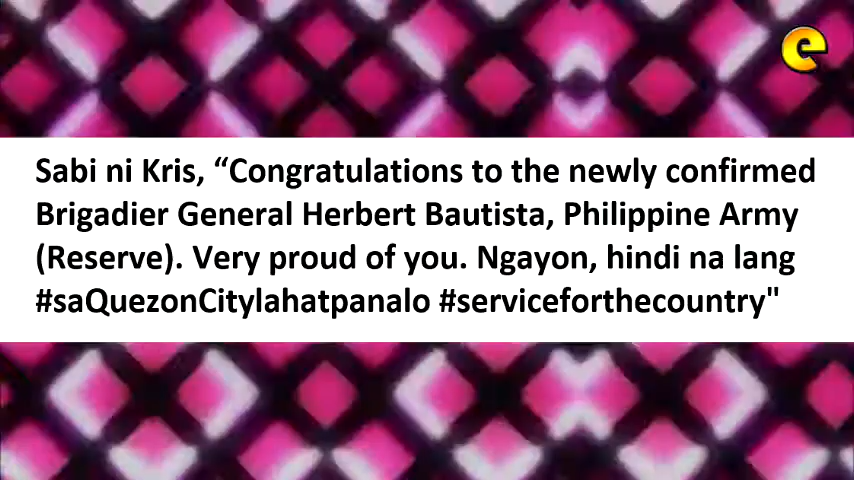 e
Sabi ni Kris, “Congratulations to the newly confirmed
Brigadier General Herbert Bautista, Philippine Army
(Reserve). Very proud of you. Ngayon, hindi na lang
#saQuezonCitylahatpanalo #serviceforthecountry"